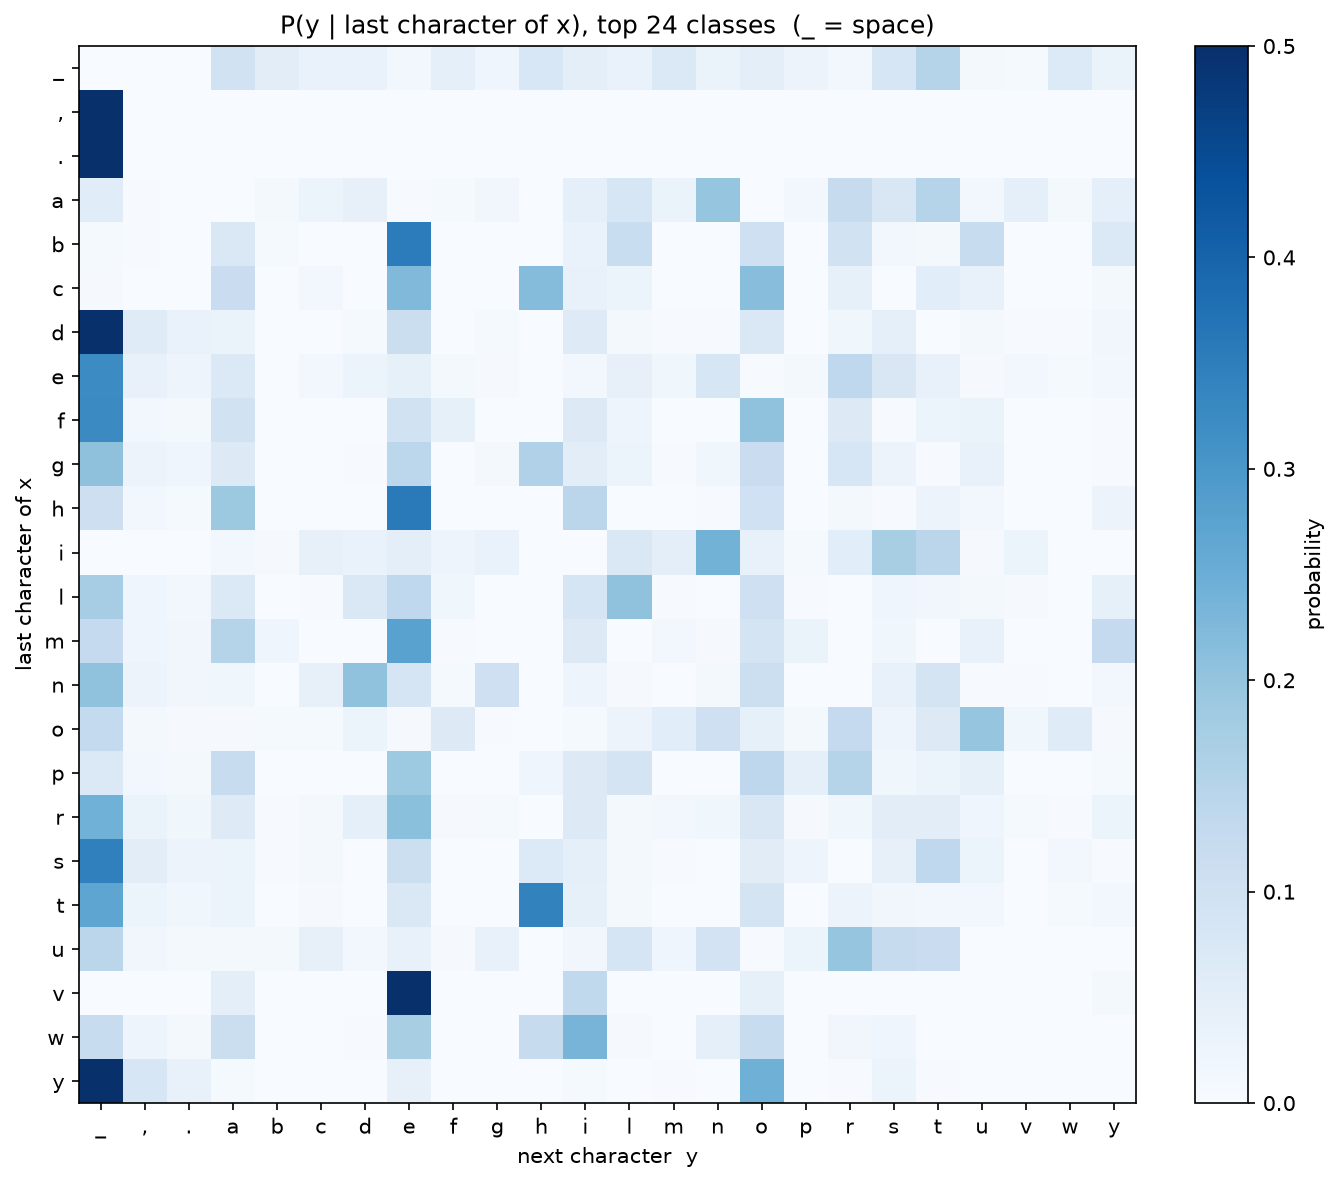 P(y | last character of x), top 24 classes  (_ = space)
_
,
.
a
b
c
d
e
f
g
h
i
l
m
n
o
p
r
s
t
u
v
w
y
last character of x
_ , . a b c d e f g h i l m n o p r s t u v w y
next character  y
0.5
0.4
0.3
0.2
0.1
0.0
probability